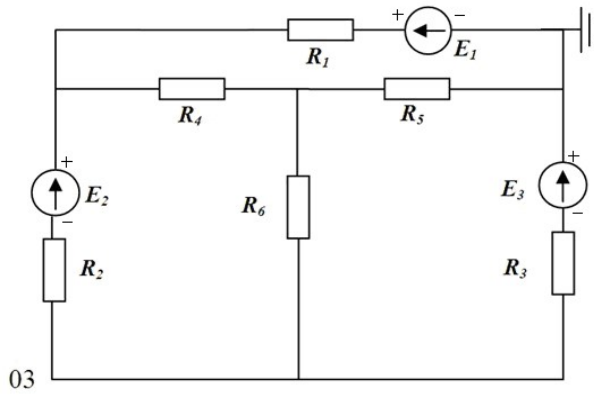 + −
R1 E1
R4 R5
+ +
E2 R6 E3
− −
R2 R3
03